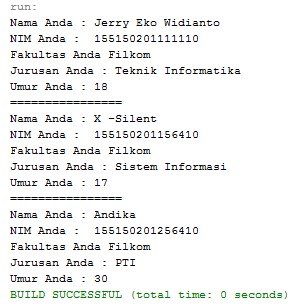 run:
Nama Anda : Jerry Eko Widianto
NIM Anda :  155150201111110
Fakultas Anda Filkom
Jurusan Anda : Teknik Informatika
Umur Anda : 18
================
Nama Anda : X -Silent
NIM Anda :  155150201156410
Fakultas Anda Filkom
Jurusan Anda : Sistem Informasi
Umur Anda : 17
================
Nama Anda : Andika
NIM Anda :  155150201256410
Fakultas Anda Filkom
Jurusan Anda : PTI
Umur Anda : 30
BUILD SUCCESSFUL (total time: 0 seconds)